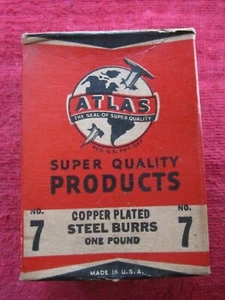 ATLAS
THE SEAL OF SUPER QUALITY
REG. U.S. PAT. OFF.
SUPER QUALITY
PRODUCTS
NO. 7
COPPER PLATED
STEEL BURRS
ONE POUND
NO. 7
MADE IN U.S.A.